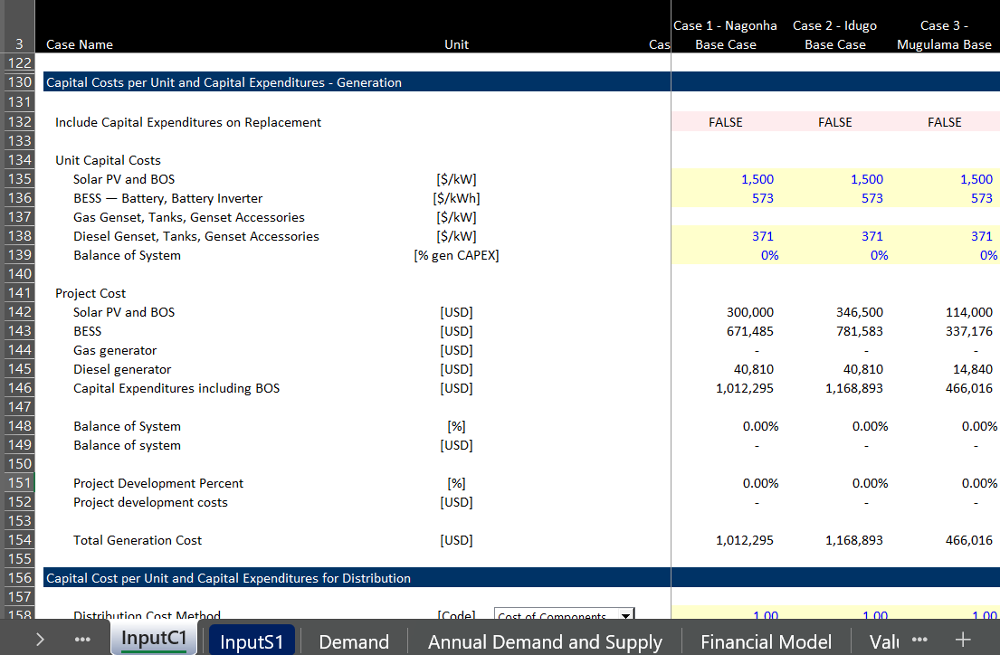 Case 1 - Nagonha Case 2 - Idugo Case 3 -
3 Case Name Unit Cas Base Case Base Case Mugulama Base
122
130 Capital Costs per Unit and Capital Expenditures - Generation
131
132 Include Capital Expenditures on Replacement FALSE FALSE FALSE
133
134 Unit Capital Costs
135 Solar PV and BOS [$/kW] 1,500 1,500 1,500
136 BESS — Battery, Battery Inverter [$/kWh] 573 573 573
137 Gas Genset, Tanks, Genset Accessories [$/kW]
138 Diesel Genset, Tanks, Genset Accessories [$/kW] 371 371 371
139 Balance of System [% gen CAPEX] 0% 0% 0%
140
141 Project Cost
142 Solar PV and BOS [USD] 300,000 346,500 114,000
143 BESS [USD] 671,485 781,583 337,176
144 Gas generator [USD] - - -
145 Diesel generator [USD] 40,810 40,810 14,840
146 Capital Expenditures including BOS [USD] 1,012,295 1,168,893 466,016
147
148 Balance of System [%] 0.00% 0.00% 0.00%
149 Balance of system [USD] - - -
150
151 Project Development Percent [%] 0.00% 0.00% 0.00%
152 Project development costs [USD] - - -
153
154 Total Generation Cost [USD] 1,012,295 1,168,893 466,016
155
156 Capital Cost per Unit and Capital Expenditures for Distribution
157
158 Distribution Cost Method [Code] Cost of Components 1.00 1.00 1.00
InputC1 InputS1 Demand Annual Demand and Supply Financial Model Valu